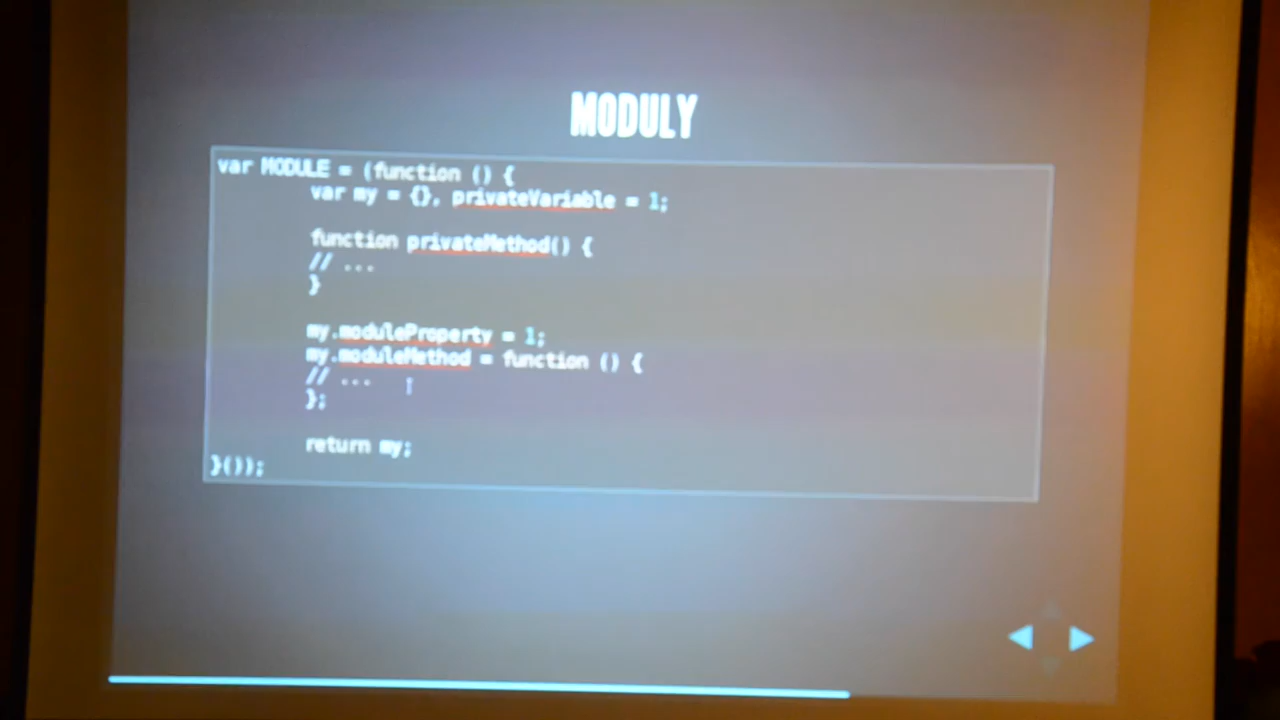 MODULY
var MODULE = (function () {
var my = {}, privateVariable = 1;
function privateMethod() {
// ...
}
my.moduleProperty = 1;
my.moduleMethod = function () {
// ...
};
return my;
}());